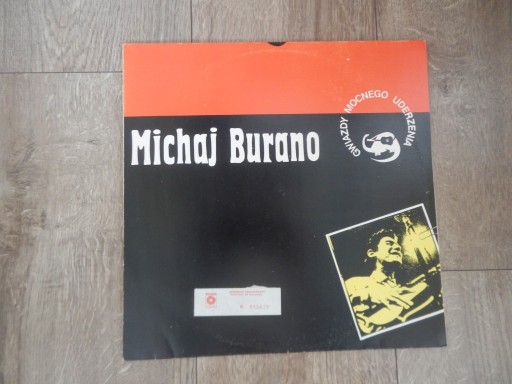 GWIAZDY MOCNEGO UDERZENIA
Michaj Burano